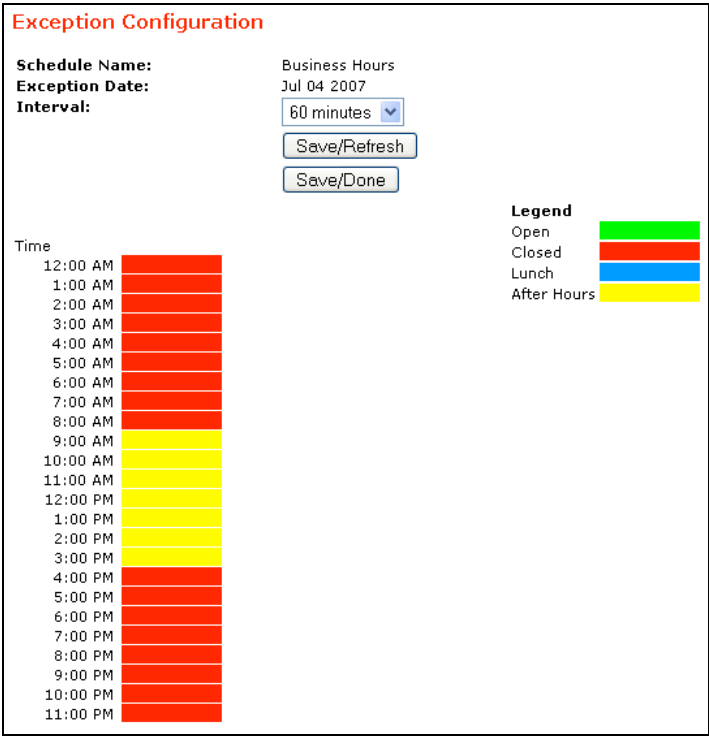 Exception Configuration
Schedule Name: Business Hours
Exception Date: Jul 04 2007
Interval: 60 minutes
Save/Refresh
Save/Done
Legend
Open
Closed
Lunch
After Hours
Time
12:00 AM
1:00 AM
2:00 AM
3:00 AM
4:00 AM
5:00 AM
6:00 AM
7:00 AM
8:00 AM
9:00 AM
10:00 AM
11:00 AM
12:00 PM
1:00 PM
2:00 PM
3:00 PM
4:00 PM
5:00 PM
6:00 PM
7:00 PM
8:00 PM
9:00 PM
10:00 PM
11:00 PM